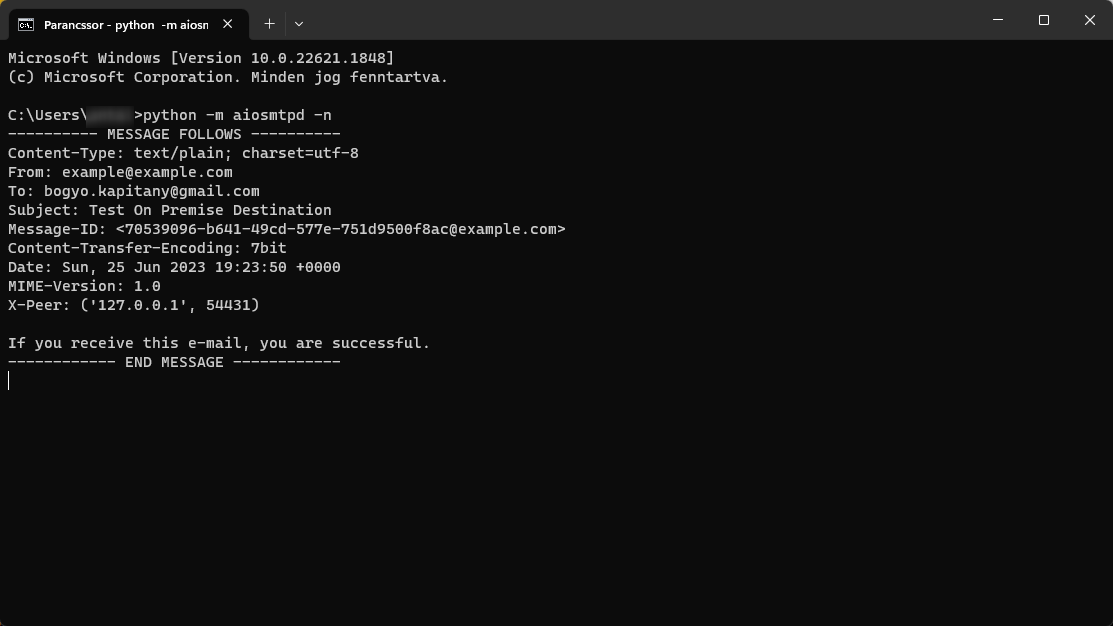 Parancssor - python -m aiosn
Microsoft Windows [Version 10.0.22621.1848]
(c) Microsoft Corporation. Minden jog fenntartva.
C:\Users\ >python -m aiosmtpd -n
---------- MESSAGE FOLLOWS ----------
Content-Type: text/plain; charset=utf-8
From: example@example.com
To: bogyo.kapitany@gmail.com
Subject: Test On Premise Destination
Message-ID: <70539096-b641-49cd-577e-751d9500f8ac@example.com>
Content-Transfer-Encoding: 7bit
Date: Sun, 25 Jun 2023 19:23:50 +0000
MIME-Version: 1.0
X-Peer: ('127.0.0.1', 54431)
If you receive this e-mail, you are successful.
------------ END MESSAGE ------------